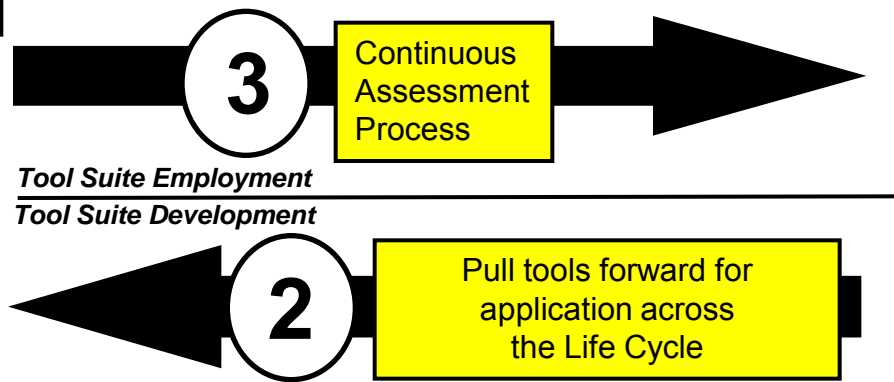 3
Continuous
Assessment
Process
Tool Suite Employment
Tool Suite Development
2
Pull tools forward for
application across
the Life Cycle